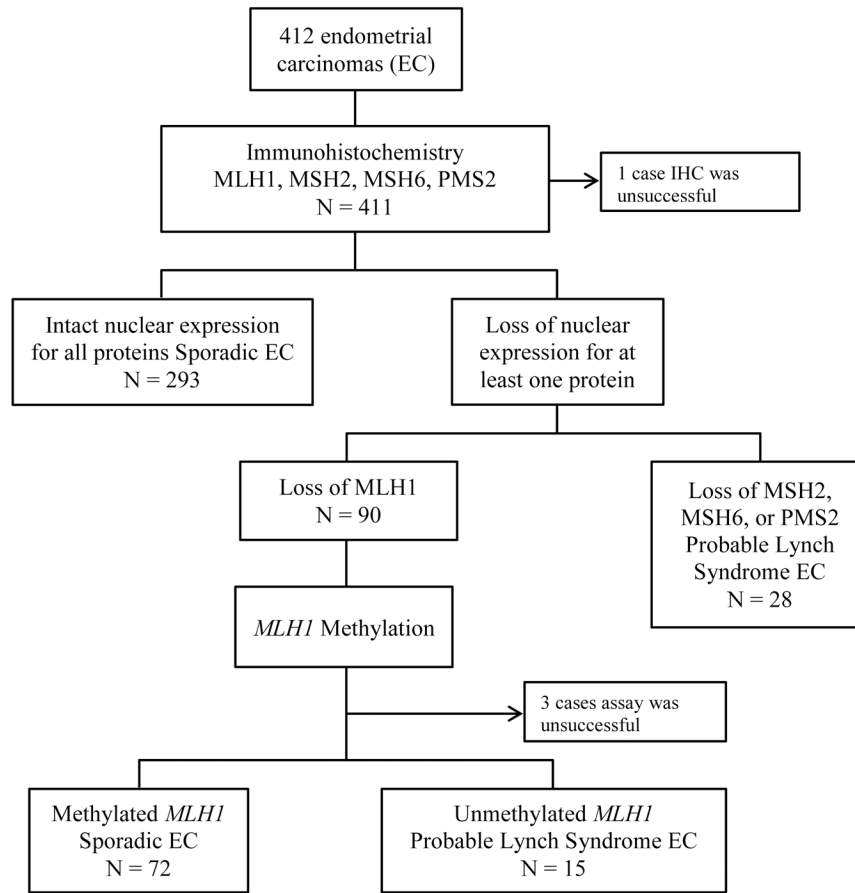 412 endometrial
carcinomas (EC)
Immunohistochemistry
MLH1, MSH2, MSH6, PMS2
N = 411
1 case IHC was
unsuccessful
Intact nuclear expression
for all proteins Sporadic EC
N = 293
Loss of nuclear
expression for at
least one protein
Loss of MLH1
N = 90
Loss of MSH2,
MSH6, or PMS2
Probable Lynch
Syndrome EC
N = 28
MLH1 Methylation
3 cases assay was
unsuccessful
Methylated MLH1
Sporadic EC
N = 72
Unmethylated MLH1
Probable Lynch Syndrome EC
N = 15